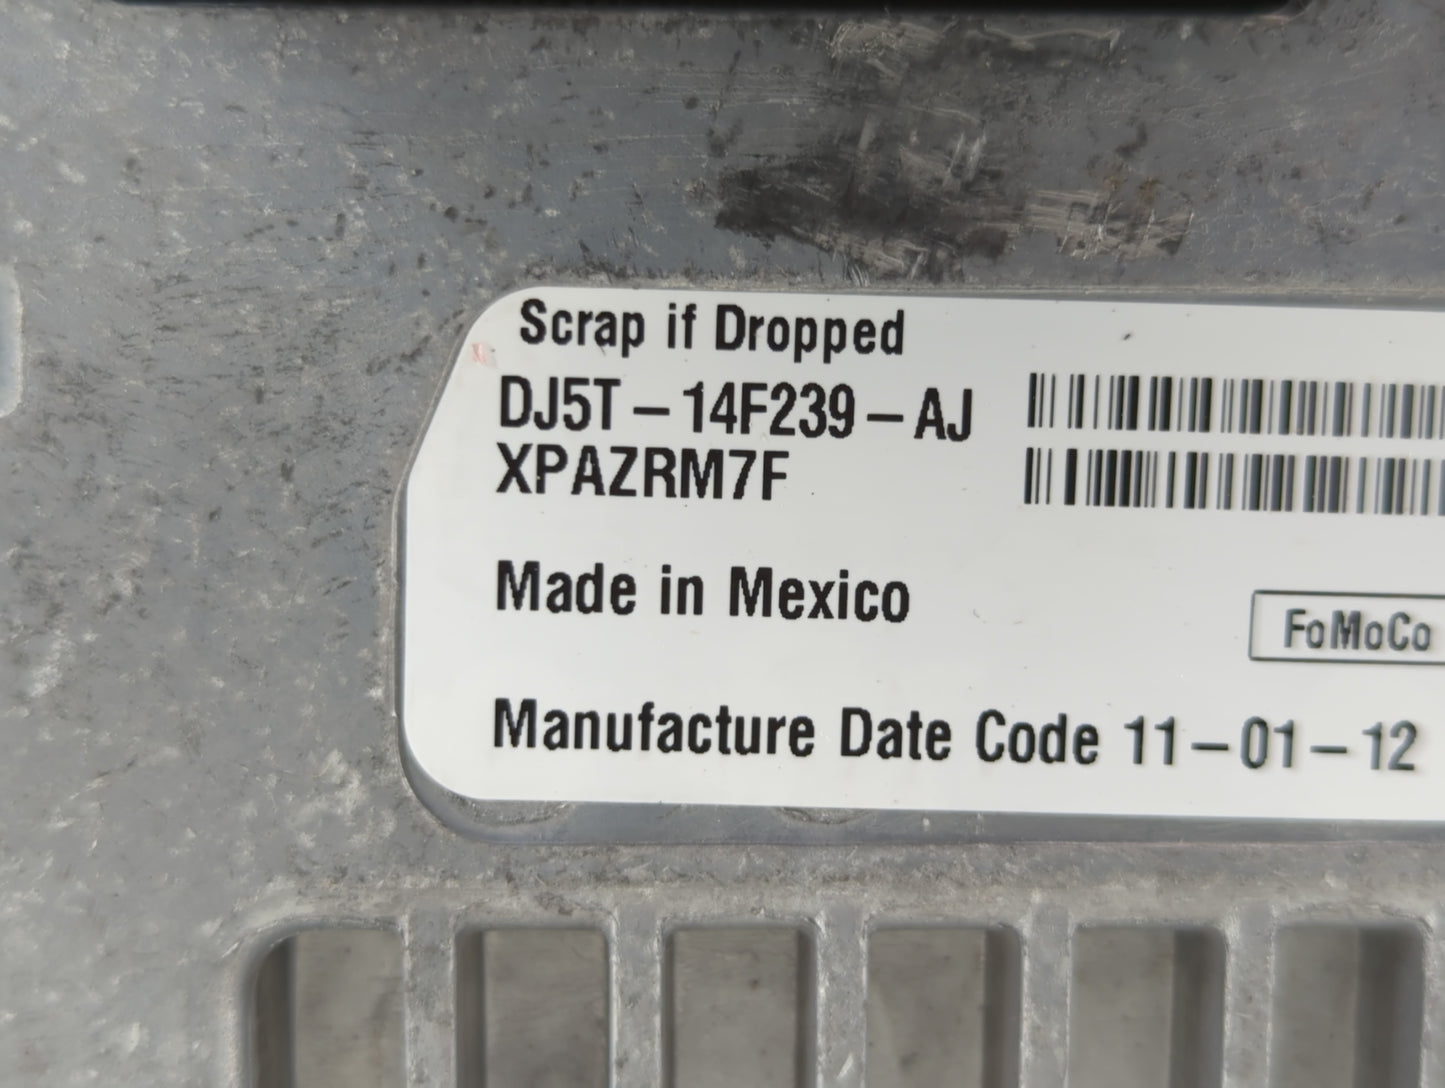 Scrap if Dropped
DJ5T-14F239-AJ
XPAZRM7F
Made in Mexico
FoMoCo
Manufacture Date Code 11-01-12